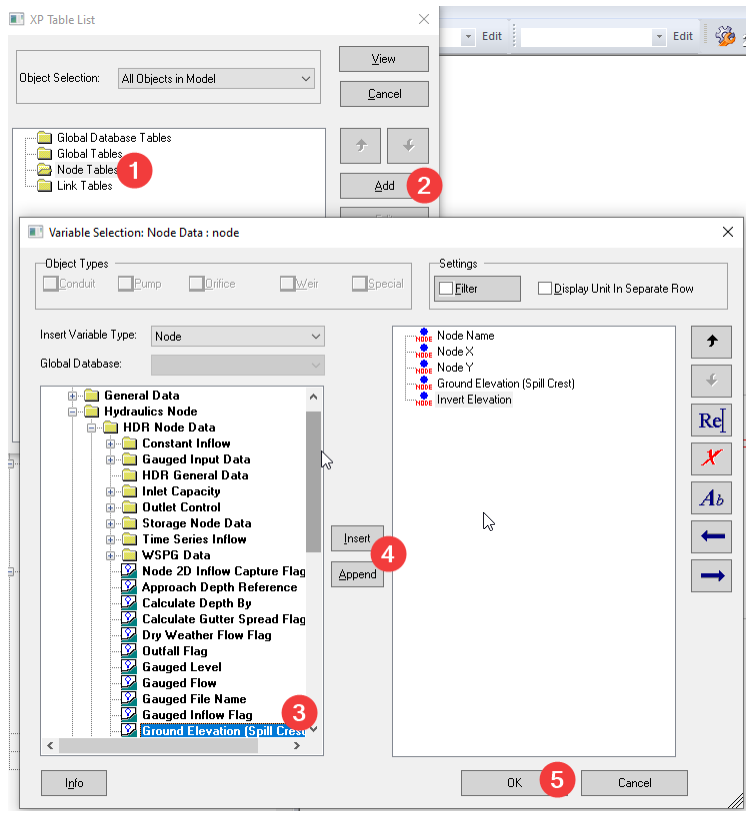 XP Table List
Edit
Edit
View
Object Selection:
All Objects in Model
Cancel
Global Database Tables
Global Tables
Node Tables
1
Link Tables
Add
2
Variable Selection: Node Data : node
Object Types
Conduit
Pump
Orifice
Weir
Special
Settings
Filter
Display Unit In Separate Row
Insert Variable Type:
Node
Global Database:
General Data
Hydraulics Node
HDR Node Data
Constant Inflow
Gauged Input Data
HDR General Data
Inlet Capacity
Outlet Control
Storage Node Data
Time Series Inflow
WSPG Data
Node 2D Inflow Capture Flag
Approach Depth Reference
Calculate Depth By
Calculate Gutter Spread Flag
Dry Weather Flow Flag
Outfall Flag
Gauged Level
Gauged Flow
Gauged File Name
Gauged Inflow Flag
Ground Elevation (Spill Crest
3
Insert
4
Append
NODE Node Name
NODE Node X
NODE Node Y
NODE Ground Elevation (Spill Crest)
NODE Invert Elevation
Re
X
Ab
Info
OK
5
Cancel